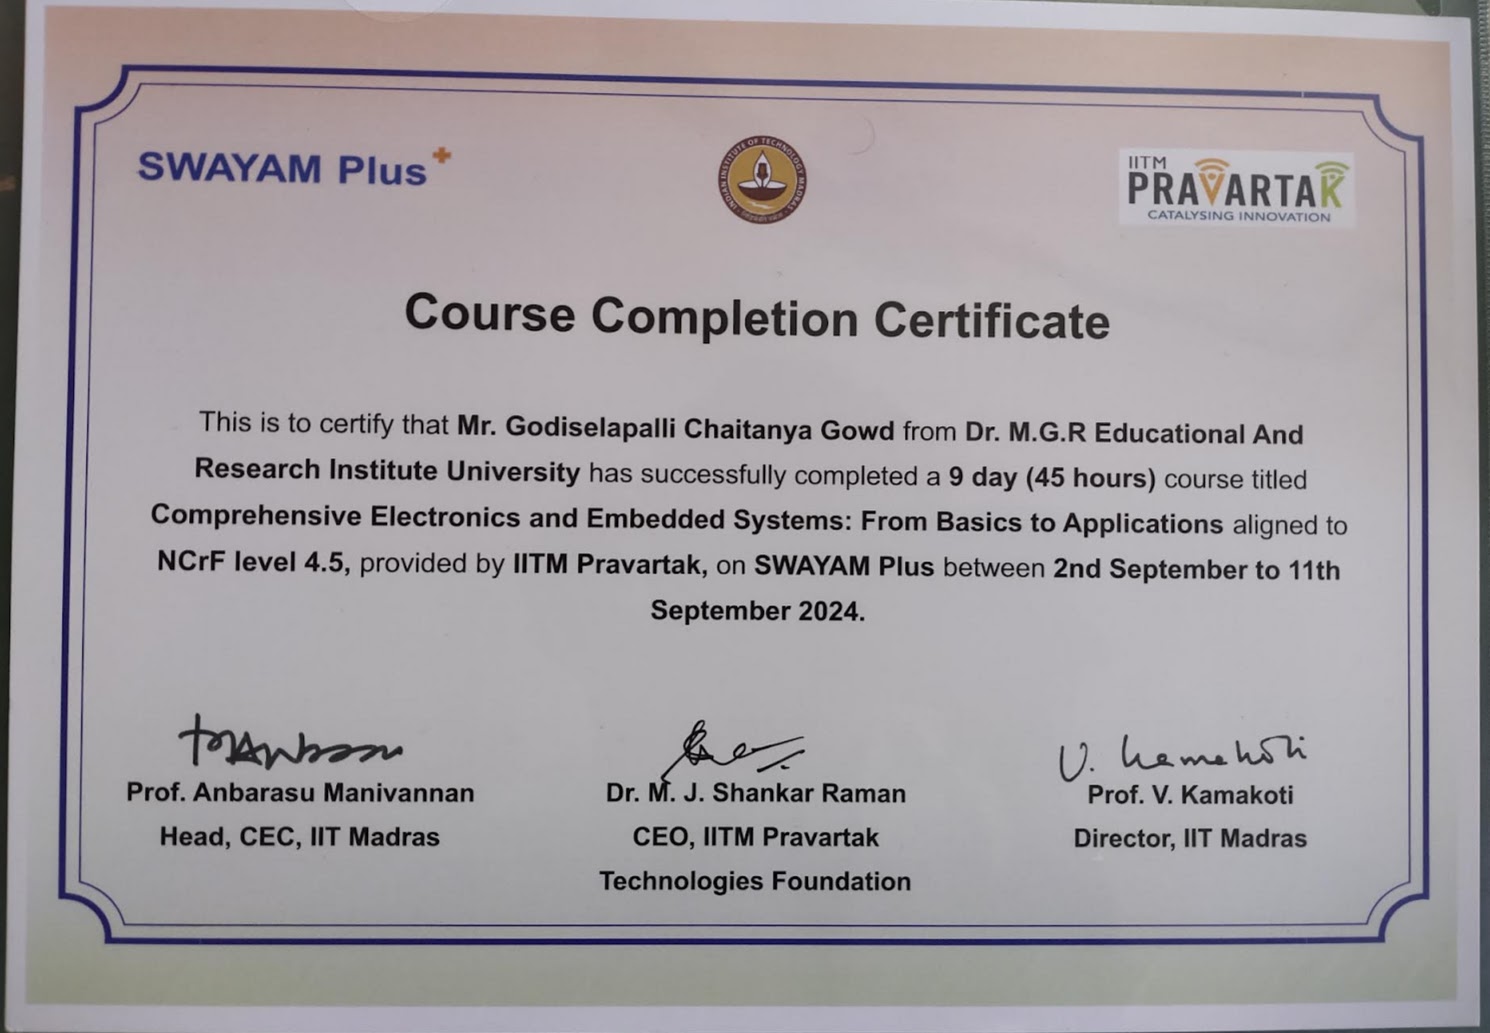 SWAYAM Plus+
INDIAN INSTITUTE OF TECHNOLOGY MADRAS
IITM
PRAVARTAK
CATALYSING INNOVATION
Course Completion Certificate
This is to certify that Mr. Godiselapalli Chaitanya Gowd from Dr. M.G.R Educational And
Research Institute University has successfully completed a 9 day (45 hours) course titled
Comprehensive Electronics and Embedded Systems: From Basics to Applications aligned to
NCrF level 4.5, provided by IITM Pravartak, on SWAYAM Plus between 2nd September to 11th
September 2024.
V. Kamakoti
Prof. Anbarasu Manivannan
Head, CEC, IIT Madras
Dr. M. J. Shankar Raman
CEO, IITM Pravartak
Technologies Foundation
Prof. V. Kamakoti
Director, IIT Madras